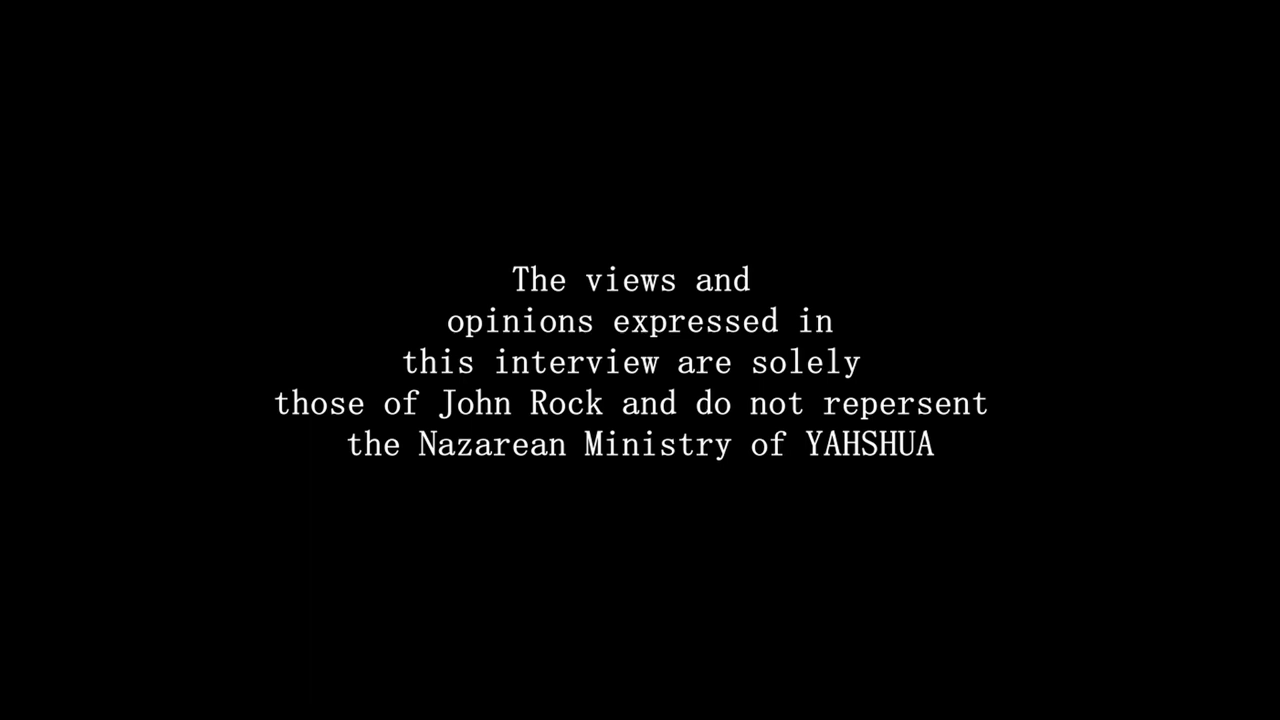 The views and
opinions expressed in
this interview are solely
those of John Rock and do not repersent
the Nazarean Ministry of YAHSHUA